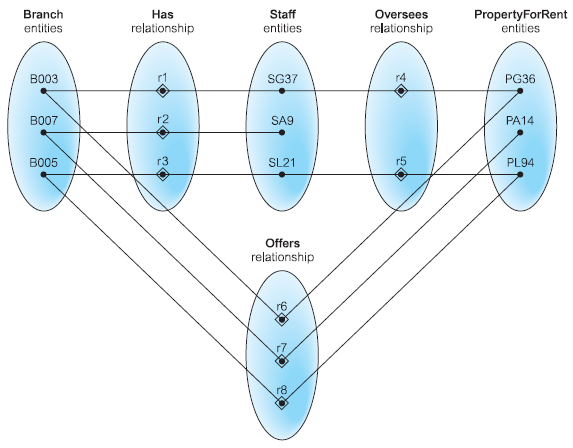 Branch
entities
Has
relationship
Staff
entities
Oversees
relationship
PropertyForRent
entities
B003
r1
SG37
r4
PG36
B007
r2
SA9
PA14
B005
r3
SL21
r5
PL94
Offers
relationship
r6
r7
r8